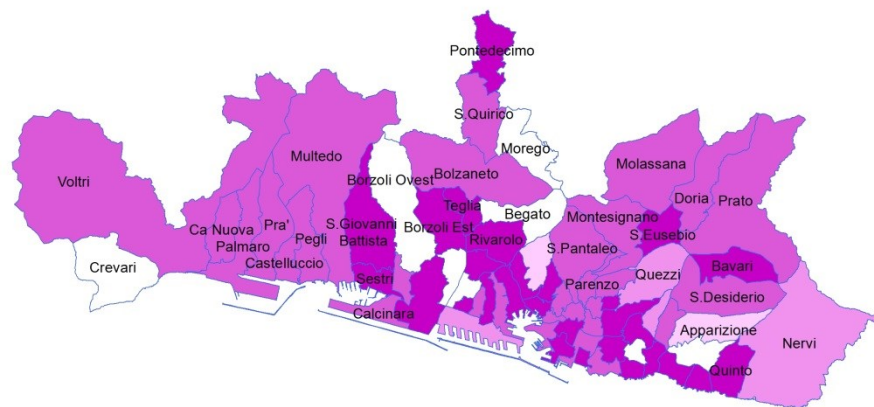 Pontedecimo
S.Quirico
Morego
Multedo
Molassana
Voltri
Borzoli Ovest
Bolzaneto
Doria
Prato
Teglia
Begato
Montesignano
Ca Nuova
Pra'
S.Giovanni
Battista
Borzoli Est
Rivarolo
S.Pantaleo
S.Eusebio
Palmaro
Pegli
Crevari
Castelluccio
Sestri
Quezzi
Bavari
Parenzo
S.Desiderio
Calcinara
Apparizione
Nervi
Quinto